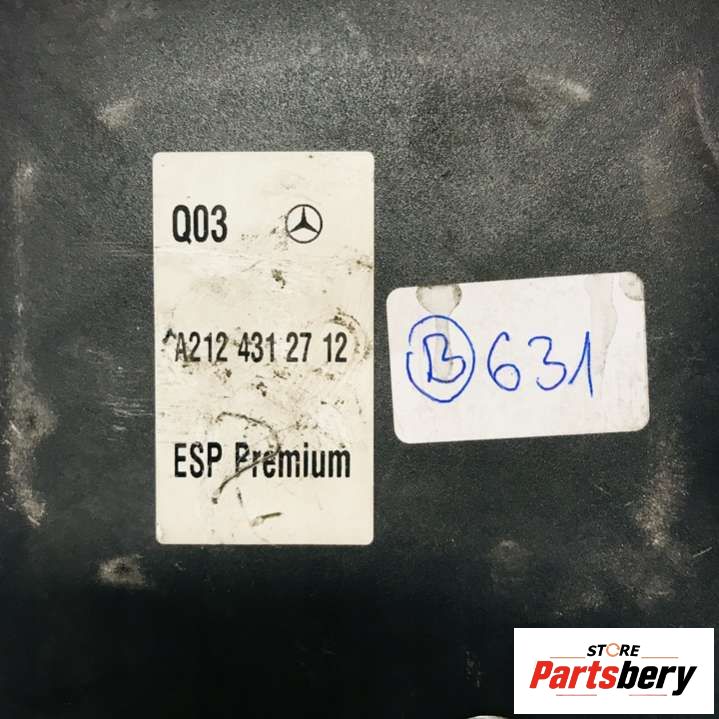 Q03
A212 431 27 12
ESP Premium
B 631
STORE
Partsbery